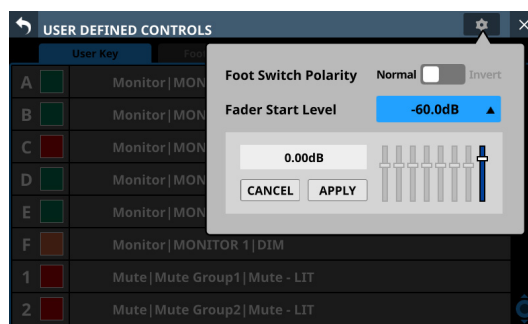 USER DEFINED CONTROLS
User Key Foot
Foot Switch Polarity Normal Invert
Fader Start Level -60.0dB
0.00dB
CANCEL APPLY
A Monitor|MON
B Monitor|MON
C Monitor|MON
D Monitor|MON
E Monitor|MON
F Monitor|MONITOR 1|DIM
1 Mute|Mute Group1|Mute - LIT
2 Mute|Mute Group2|Mute - LIT